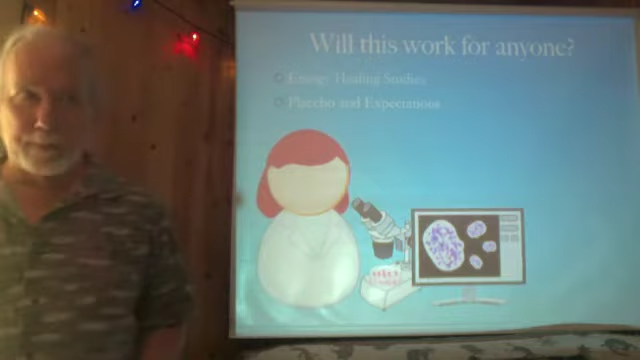 Will this work for anyone?
Energy Healing Studies
Placebo and Expectations